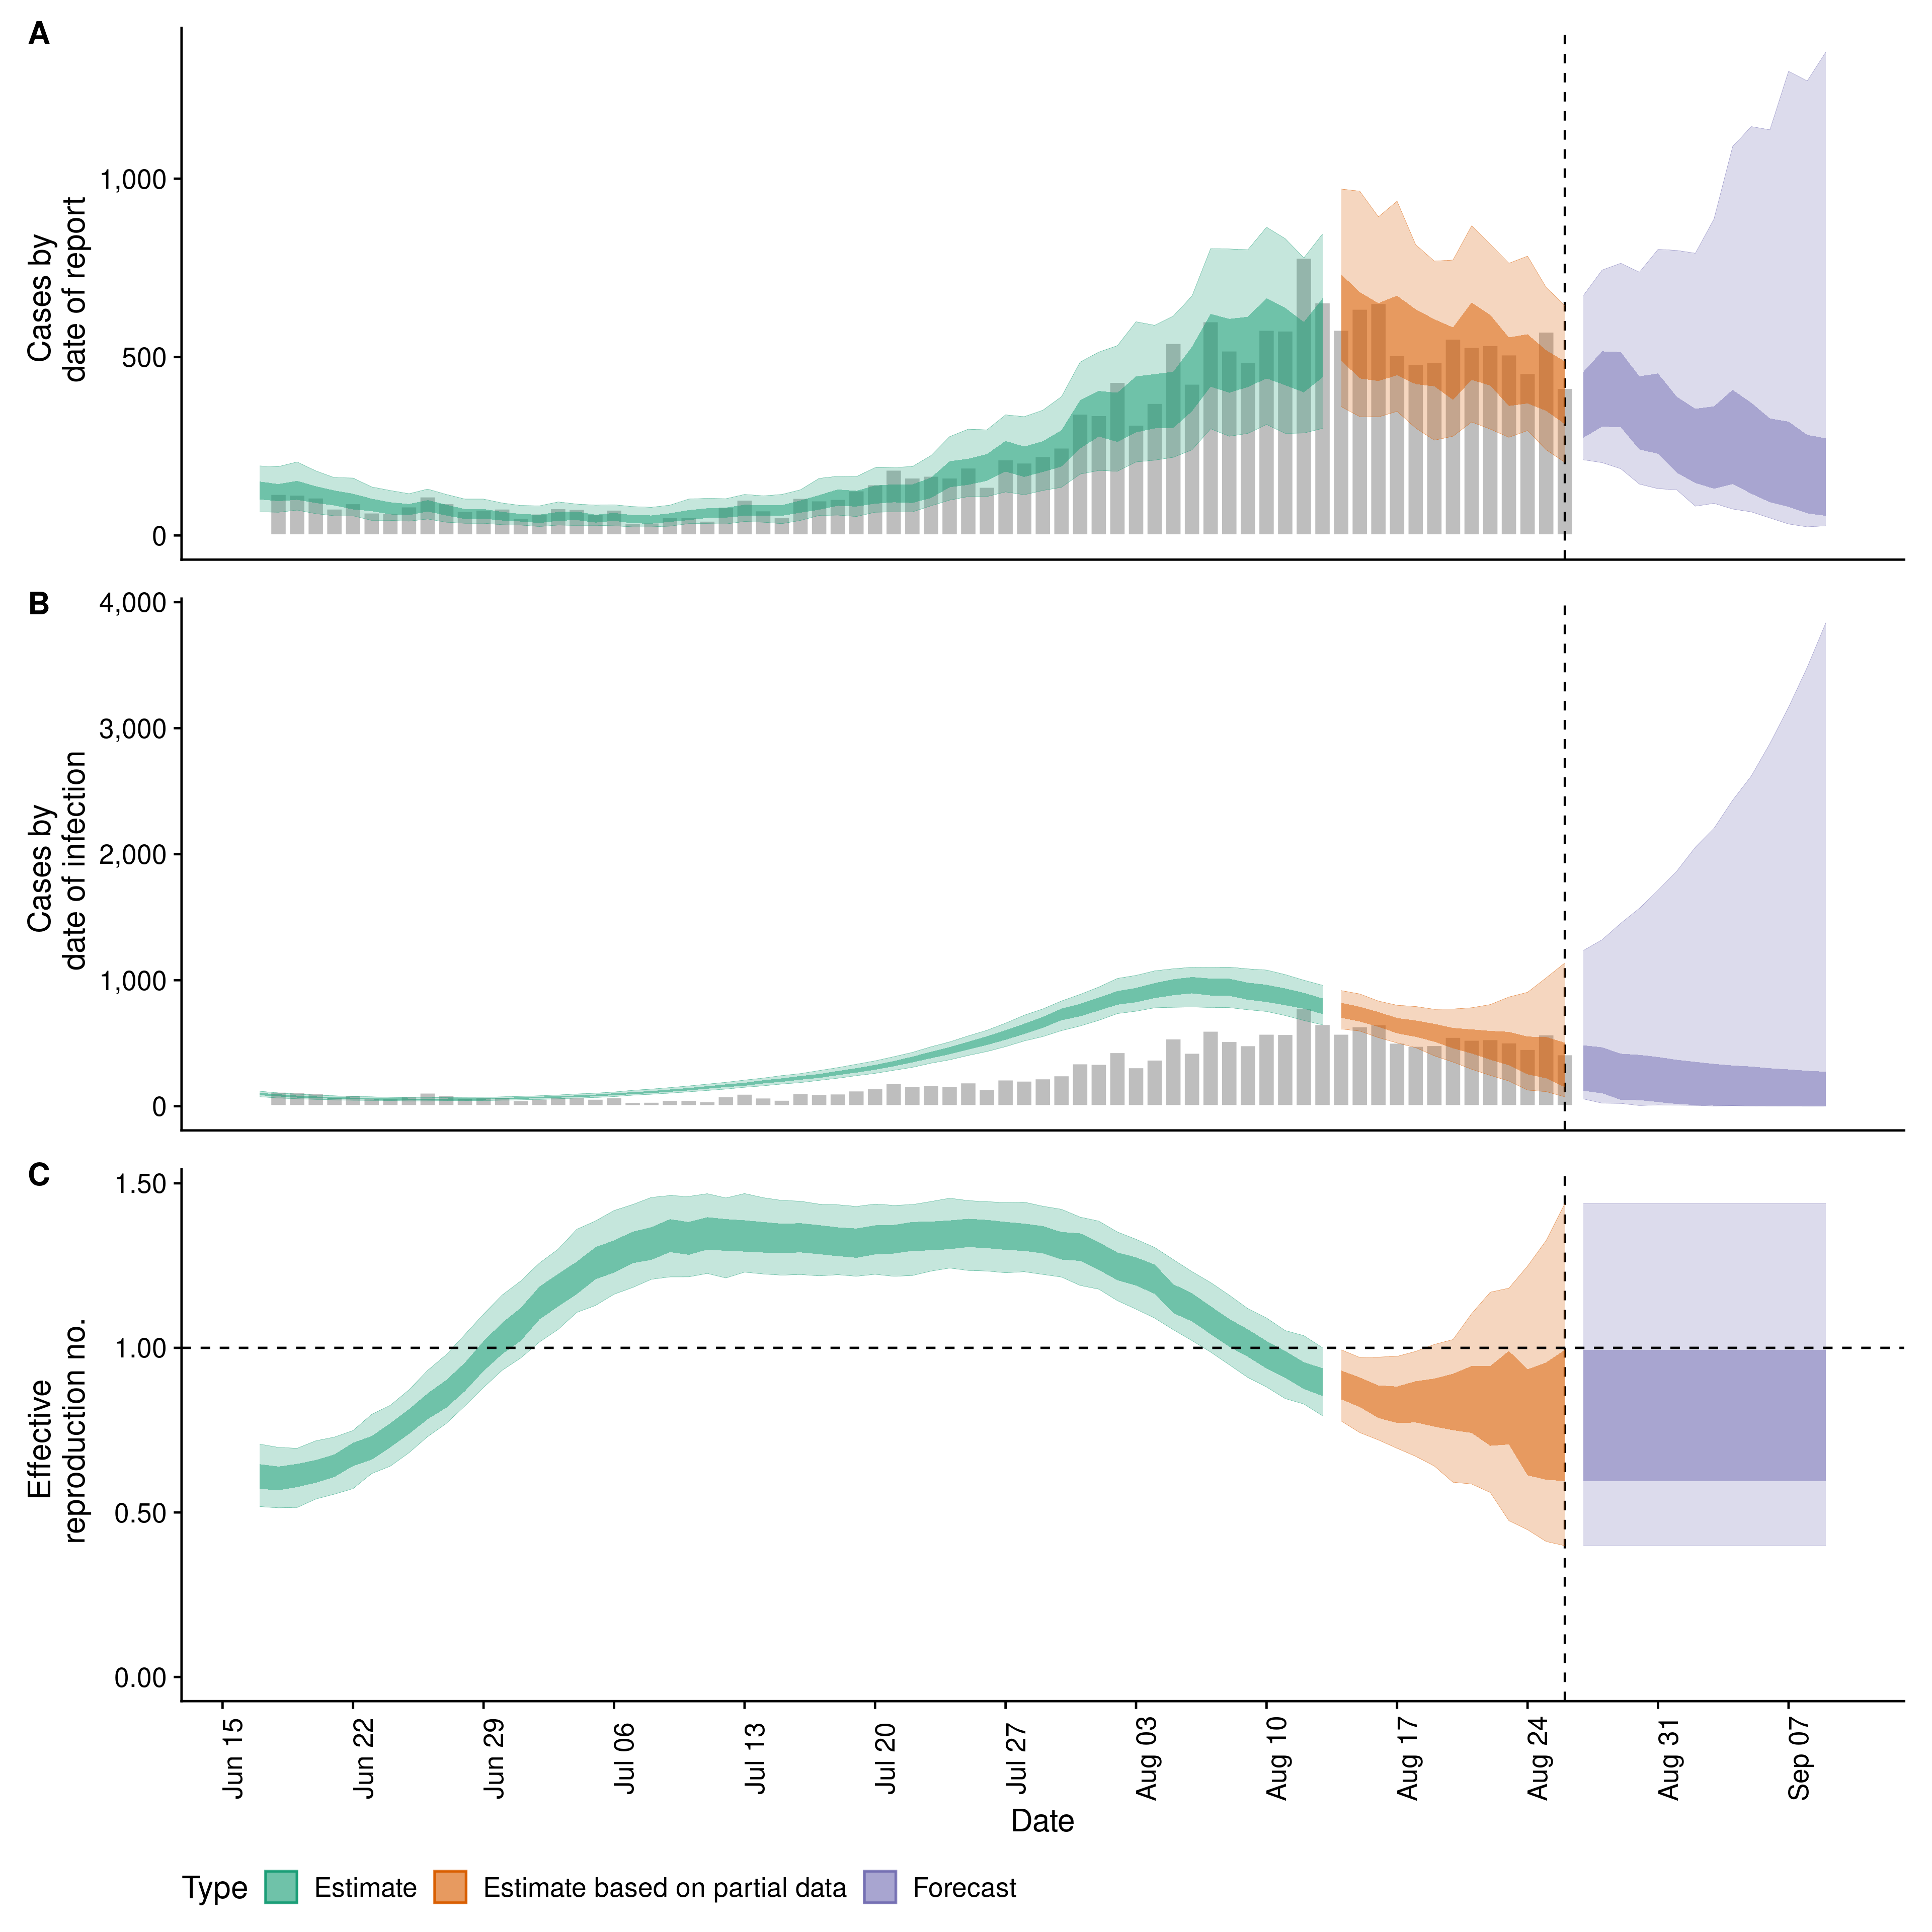 A
Cases by
date of report
1,000
500
0
B
Cases by
date of infection
4,000
3,000
2,000
1,000
0
C
Effective
reproduction no.
1.50
1.00
0.50
0.00
Jun 15
Jun 22
Jun 29
Jul 06
Jul 13
Jul 20
Jul 27
Aug 03
Aug 10
Aug 17
Aug 24
Aug 31
Sep 07
Date
Type Estimate Estimate based on partial data Forecast